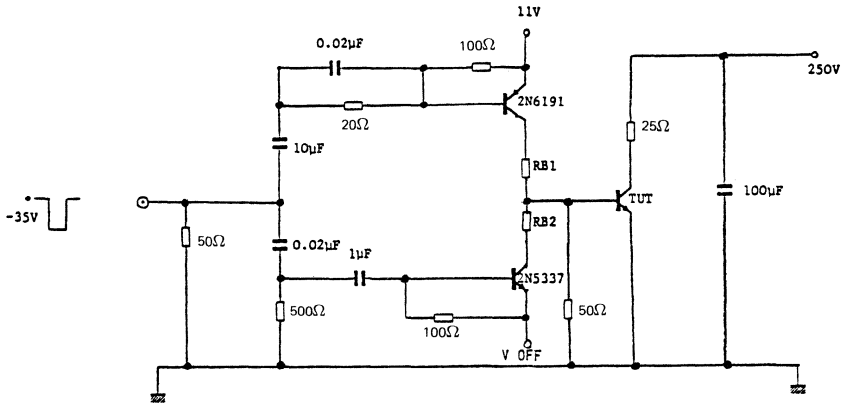 11V
0.02µF
100Ω
250V
2N6191
20Ω
25Ω
10µF
RB1
TUT
100µF
-35V
50Ω
RB2
0.02µF
1µF
2N5337
500Ω
100Ω
50Ω
V OFF